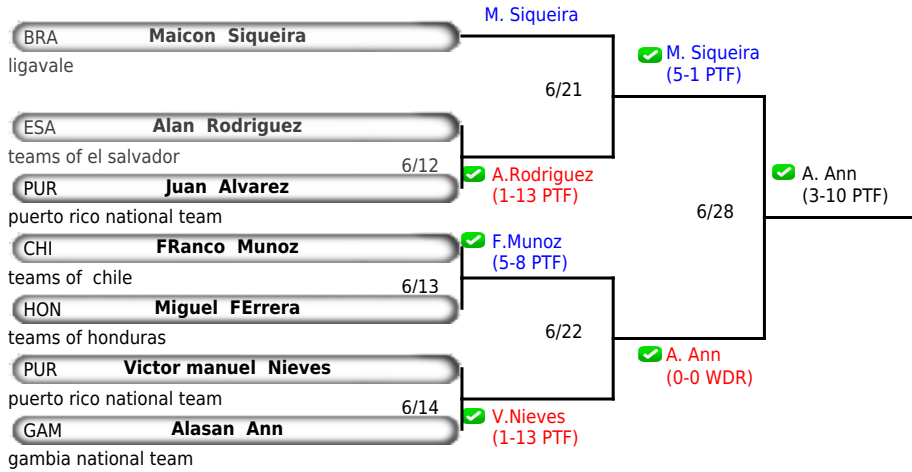 M. Siqueira
BRA Maicon Siqueira
ligavale
M. Siqueira
(5-1 PTF)
6/21
ESA Alan Rodriguez
teams of el salvador
6/12
A.Rodriguez
(1-13 PTF)
PUR Juan Alvarez
puerto rico national team
A. Ann
(3-10 PTF)
6/28
CHI FRanco Munoz
teams of chile
F.Munoz
(5-8 PTF)
6/13
HON Miguel FErrera
teams of honduras
6/22
PUR Victor manuel Nieves
puerto rico national team
A. Ann
(0-0 WDR)
6/14
V.Nieves
(1-13 PTF)
GAM Alasan Ann
gambia national team